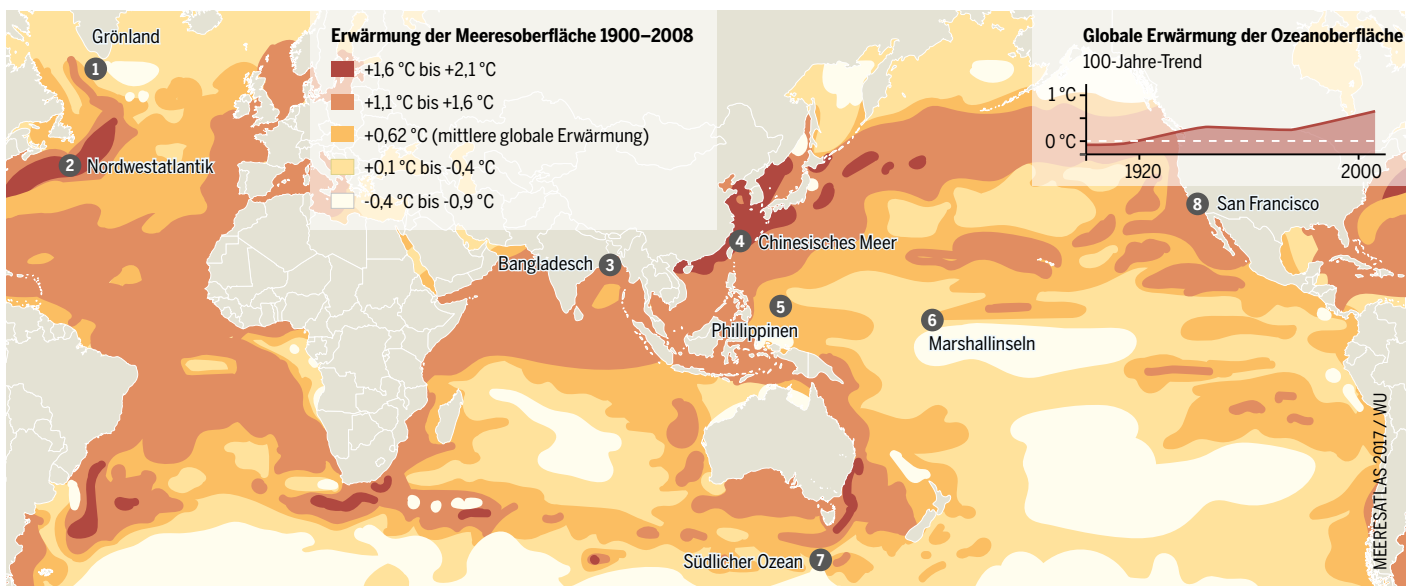 Erwärmung der Meeresoberfläche 1900–2008
+1,6 °C bis +2,1 °C
+1,1 °C bis +1,6 °C
+0,62 °C (mittlere globale Erwärmung)
+0,1 °C bis -0,4 °C
-0,4 °C bis -0,9 °C
Globale Erwärmung der Ozeanoberfläche
100-Jahre-Trend
1 °C
0 °C
1920
2000
Grönland
1
2 Nordwestatlantik
Bangladesch 3
4 Chinesisches Meer
5
Phillippinen
6
Marshallinseln
Südlicher Ozean 7
8 San Francisco
MEERESATLAS 2017 / WU